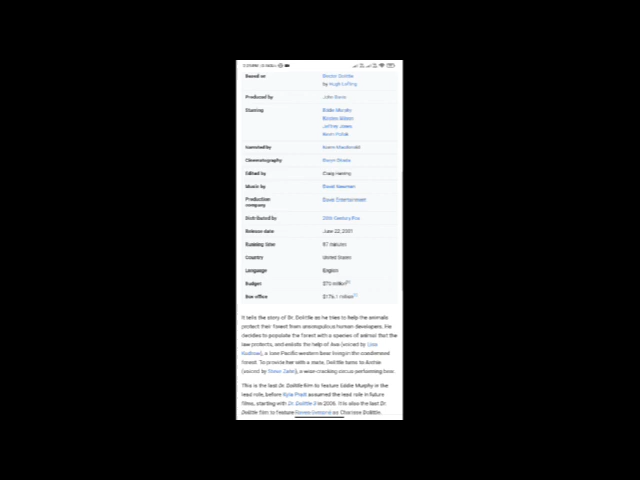 Based on Doctor Dolittle
by Hugh Lofting
Produced by John Davis
Starring Eddie Murphy
Kristen Wilson
Jeffrey Jones
Kevin Pollak
Narrated by Norm Macdonald
Cinematography Daryn Okada
Edited by Craig Herring
Music by David Newman
Production
company Davis Entertainment
Distributed by 20th Century Fox
Release date June 22, 2001
Running time 87 minutes
Country United States
Language English
Budget $70 million
Box office $176.1 million
It tells the story of Dr. Dolittle as he tries to help the animals
protect their forest from unscrupulous human developers. He
decides to populate the forest with a species of animal that the
law protects, and enlists the help of Ava (voiced by Lisa
Kudrow), a lone Pacific western bear living in the condemned
forest. To provide her with a mate, Dolittle turns to Archie
(voiced by Steve Zahn), a wise-cracking circus performing bear.
This is the last Dr. Dolittle film to feature Eddie Murphy in the
lead role, before Kyla Pratt assumed the lead role in future
films, starting with Dr. Dolittle 3 in 2006. It is also the last Dr.
Dolittle film to feature Raven-Symoné as Charisse Dolittle.